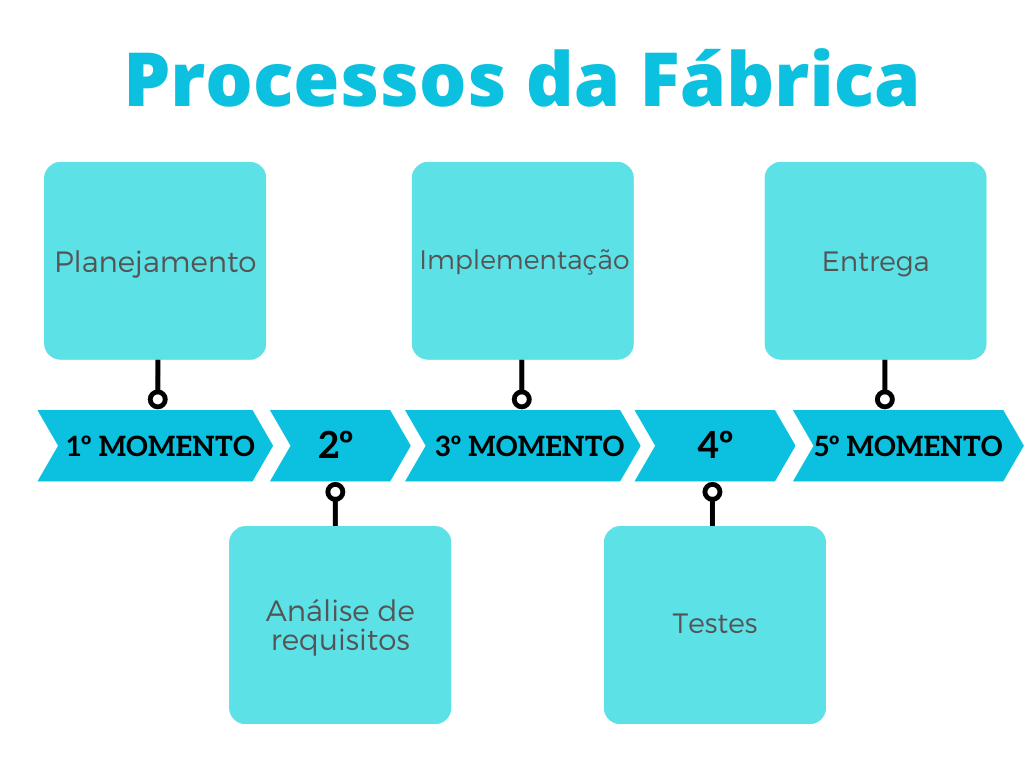 Processos da Fábrica
Planejamento
Implementação
Entrega
1º MOMENTO
2º
3º MOMENTO
4º
5º MOMENTO
Análise de
requisitos
Testes